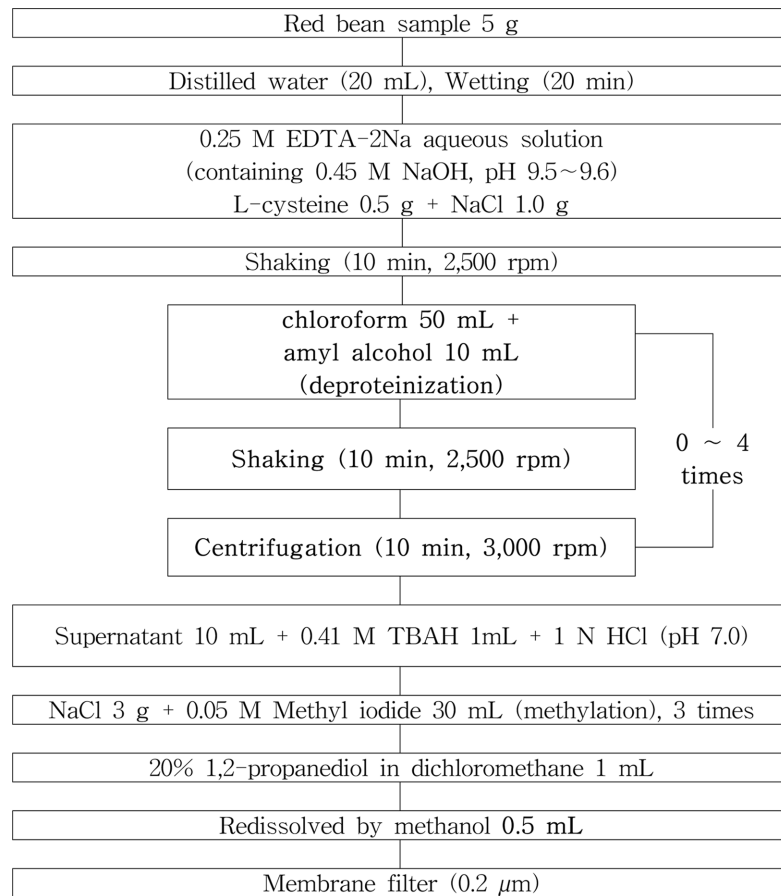 Red bean sample 5 g
Distilled water (20 mL), Wetting (20 min)
0.25 M EDTA-2Na aqueous solution
(containing 0.45 M NaOH, pH 9.5~9.6)
L-cysteine 0.5 g + NaCl 1.0 g
Shaking (10 min, 2,500 rpm)
chloroform 50 mL +
amyl alcohol 10 mL
(deproteinization)
Shaking (10 min, 2,500 rpm)
0 ~ 4
times
Centrifugation (10 min, 3,000 rpm)
Supernatant 10 mL + 0.41 M TBAH 1mL + 1 N HCl (pH 7.0)
NaCl 3 g + 0.05 M Methyl iodide 30 mL (methylation), 3 times
20% 1,2-propanediol in dichloromethane 1 mL
Redissolved by methanol 0.5 mL
Membrane filter (0.2 μm)